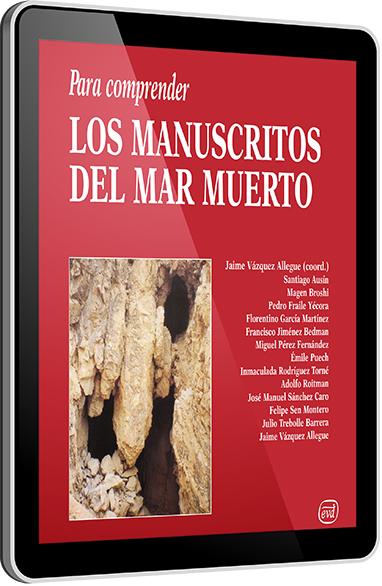 Para comprender
LOS MANUSCRITOS
DEL MAR MUERTO
Jaime Vázquez Allegue (coord.)
Santiago Ausín
Magen Broshi
Pedro Fraile Yécora
Florentino García Martínez
Francisco Jiménez Bedman
Miguel Pérez Fernández
Émile Puech
Inmaculada Rodríguez Torné
Adolfo Roitman
José Manuel Sánchez Caro
Felipe Sen Montero
Julio Trebolle Barrera
Jaime Vázquez Allegue
evd